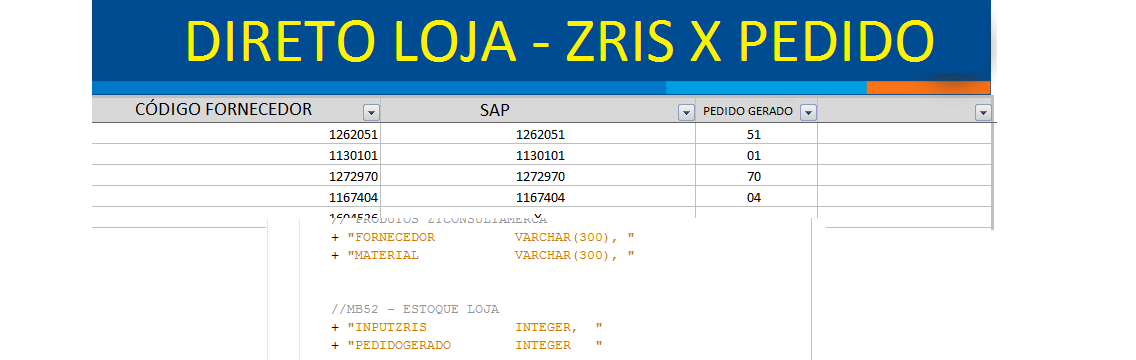 DIRETO LOJA - ZRIS X PEDIDO
CÓDIGO FORNECEDOR SAP PEDIDO GERADO
1262051 1262051 51
1130101 1130101 01
1272970 1272970 70
1167404 1167404 04
// PRODUTOS ZTCONSULTAMERCA
+ "FORNECEDOR VARCHAR(300), "
+ "MATERIAL VARCHAR(300), "
//MB52 - ESTOQUE LOJA
+ "INPUTZRIS INTEGER, "
+ "PEDIDOGERADO INTEGER "